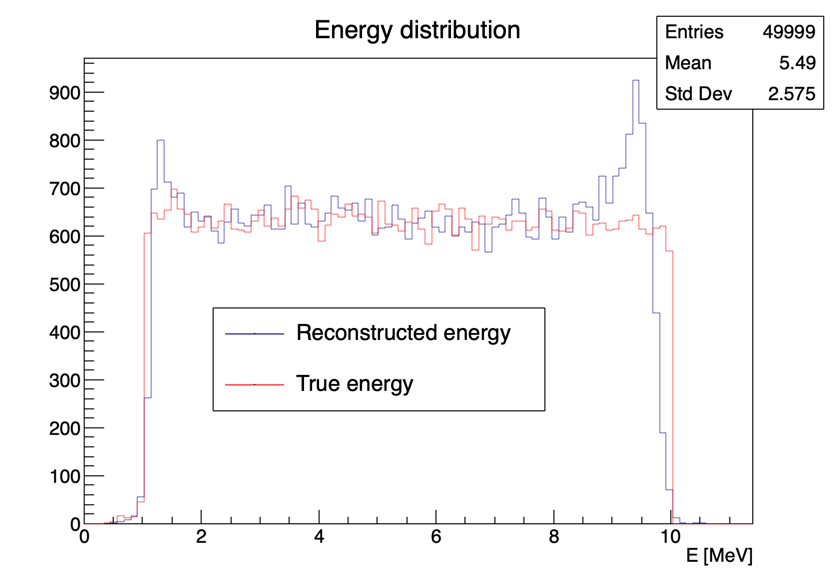 Energy distribution
Entries 49999
Mean 5.49
Std Dev 2.575
900
800
700
600
500
400
300
200
100
0
Reconstructed energy
True energy
0 2 4 6 8 10
E [MeV]